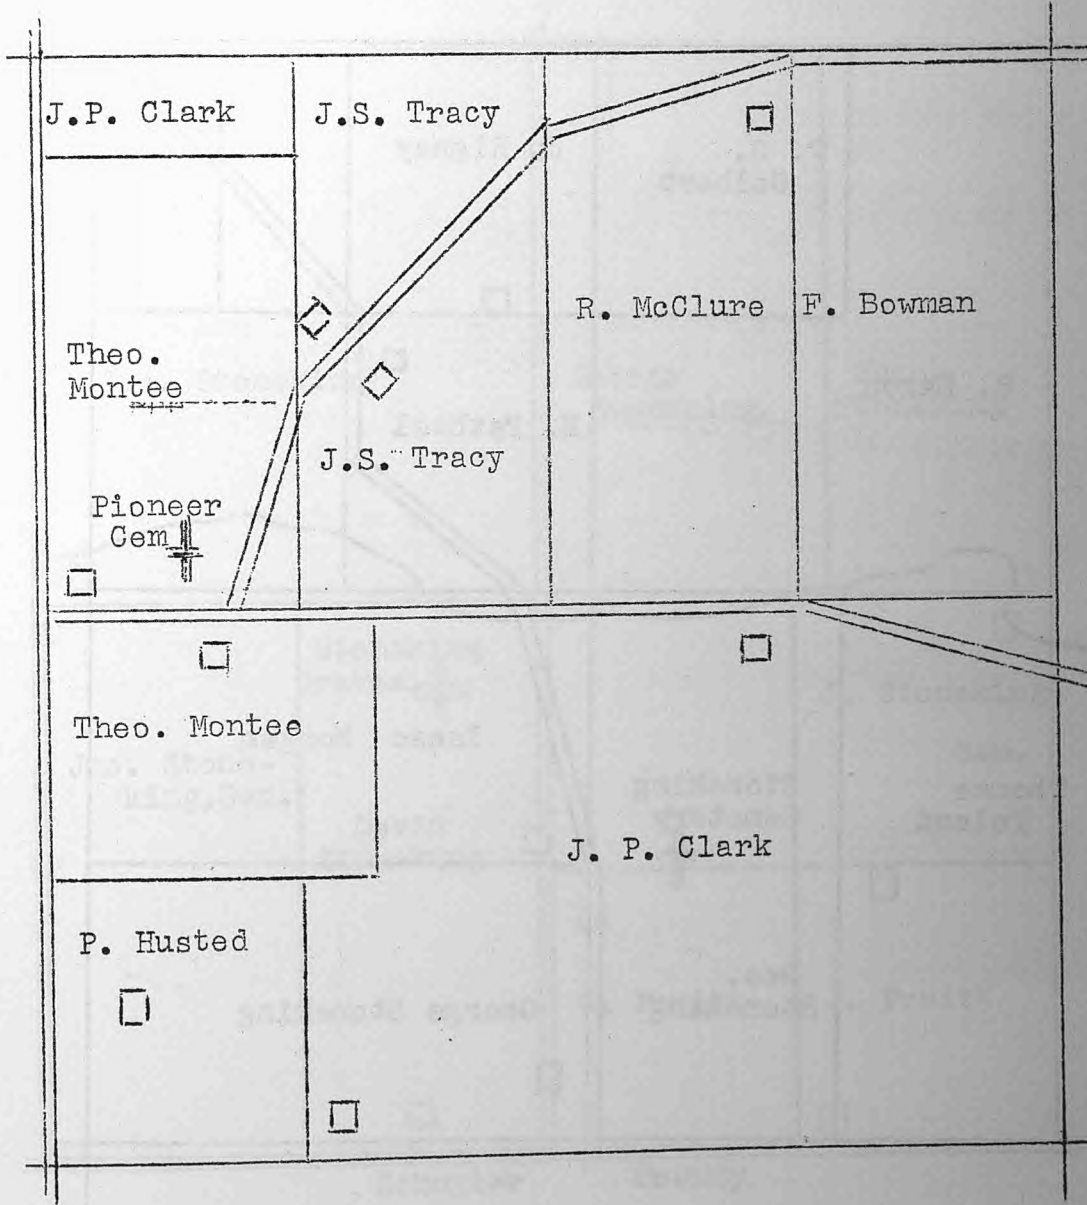 J.P. Clark
J.S. Tracy
R. McClure
F. Bowman
Theo.
Montee
J.S. Tracy
Pioneer
Cem
Theo. Montee
J. P. Clark
P. Husted